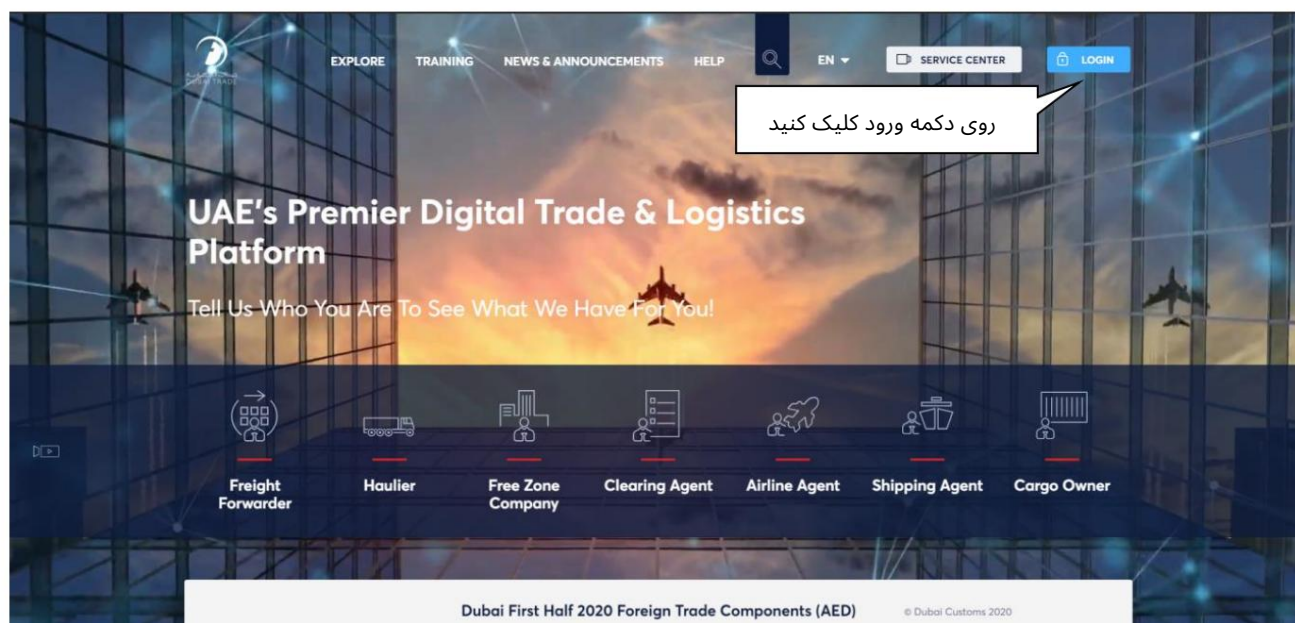 EXPLORE TRAINING NEWS & ANNOUNCEMENTS HELP EN SERVICE CENTER LOGIN
DUBAI TRADE
روی دکمه ورود کلیک کنید
UAE's Premier Digital Trade & Logistics
Platform
Tell Us Who You Are To See What We Have For You!
Freight
Forwarder
Haulier
Free Zone
Company
Clearing Agent
Airline Agent
Shipping Agent
Cargo Owner
Dubai First Half 2020 Foreign Trade Components (AED) © Dubai Customs 2020